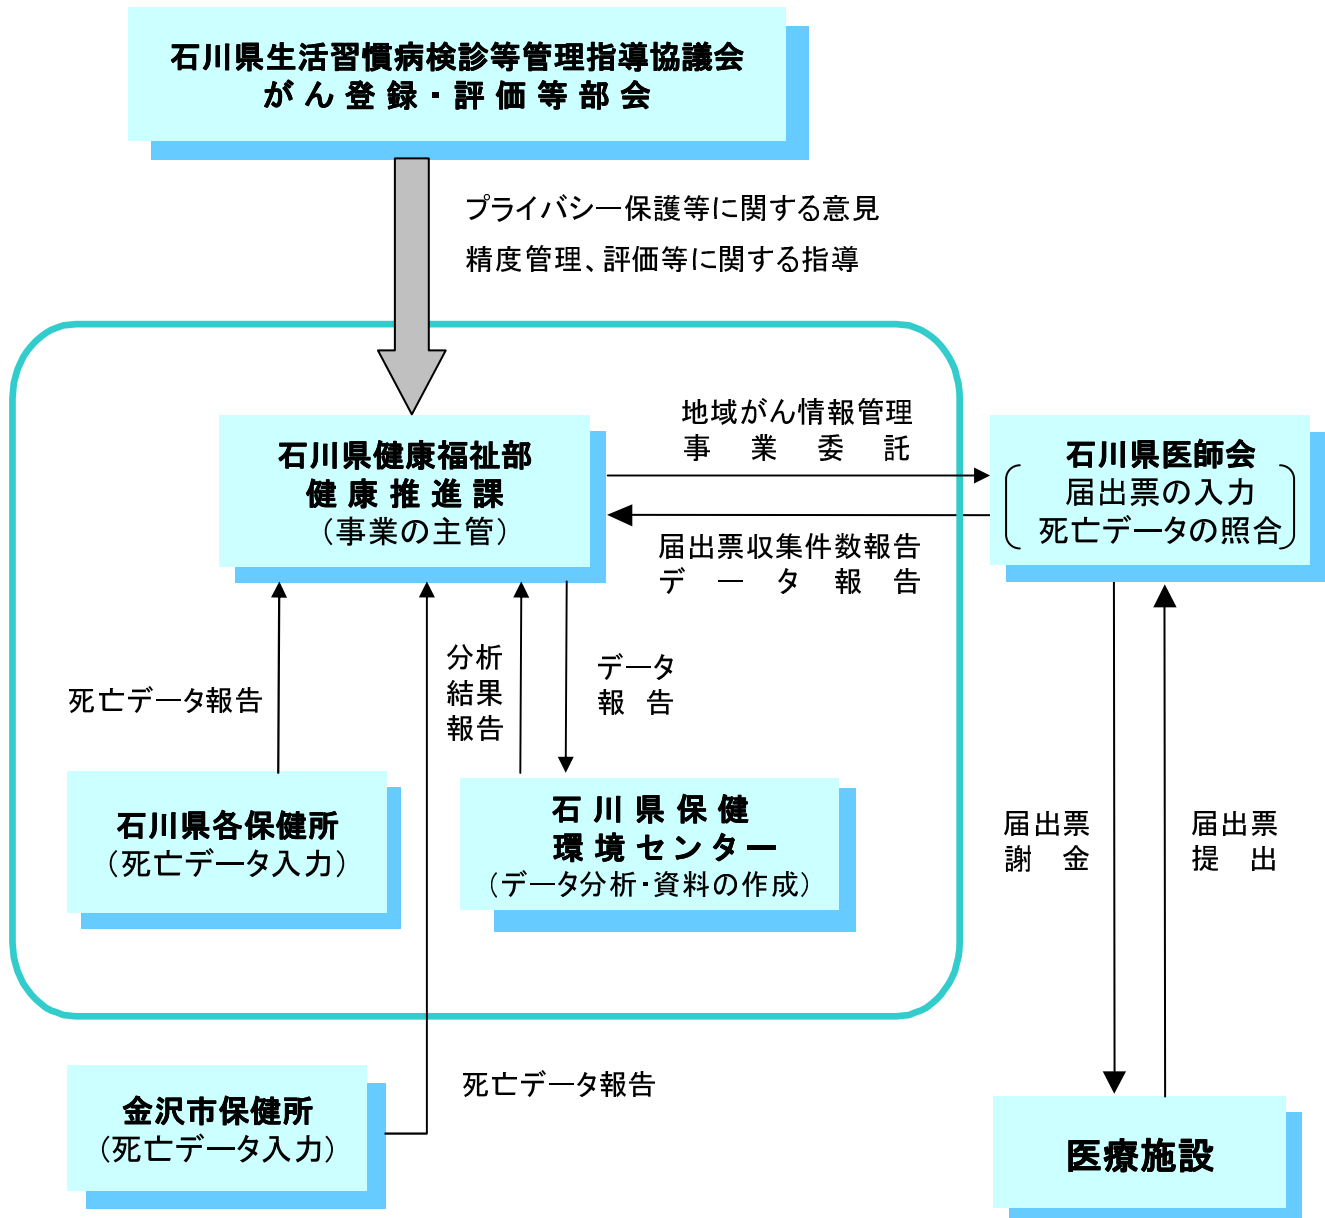 石川県生活習慣病検診等管理指導協議会
がん登録・評価等部会
プライバシー保護等に関する意見
精度管理、評価等に関する指導
石川県健康福祉部
健康推進課
（事業の主管）
地域がん情報管理
事業委託
石川県医師会
届出票の入力
死亡データの照合
届出票収集件数報告
データ報告
死亡データ報告
分析
結果
報告
データ
報告
石川県各保健所
（死亡データ入力）
石川県保健
環境センター
（データ分析・資料の作成）
届出票
謝金
届出票
提出
死亡データ報告
金沢市保健所
（死亡データ入力）
医療施設